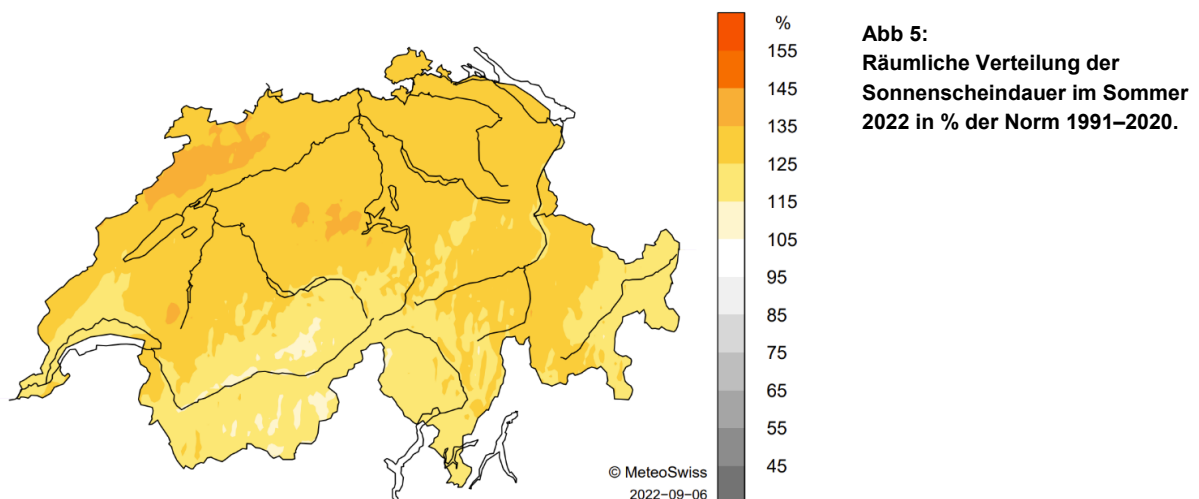 %
155
145
135
125
115
105
95
85
75
65
55
45
© MeteoSwiss
2022-09-06
Abb 5:
Räumliche Verteilung der
Sonnenscheindauer im Sommer
2022 in % der Norm 1991–2020.